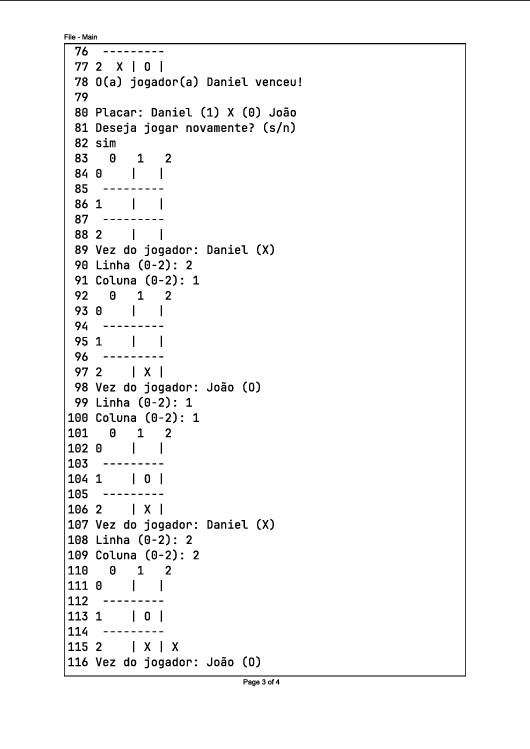 File - Main
76  ---------
77 2  X | O |
78 O(a) jogador(a) Daniel venceu!
79
80 Placar: Daniel (1) X (0) João
81 Deseja jogar novamente? (s/n)
82 sim
83   0   1   2
84 0    |   |
85  ---------
86 1    |   |
87  ---------
88 2    |   |
89 Vez do jogador: Daniel (X)
90 Linha (0-2): 2
91 Coluna (0-2): 1
92   0   1   2
93 0    |   |
94  ---------
95 1    |   |
96  ---------
97 2    | X |
98 Vez do jogador: João (O)
99 Linha (0-2): 1
100 Coluna (0-2): 1
101   0   1   2
102 0    |   |
103  ---------
104 1    | O |
105  ---------
106 2    | X |
107 Vez do jogador: Daniel (X)
108 Linha (0-2): 2
109 Coluna (0-2): 2
110   0   1   2
111 0    |   |
112  ---------
113 1    | O |
114  ---------
115 2    | X | X
116 Vez do jogador: João (O)
Page 3 of 4